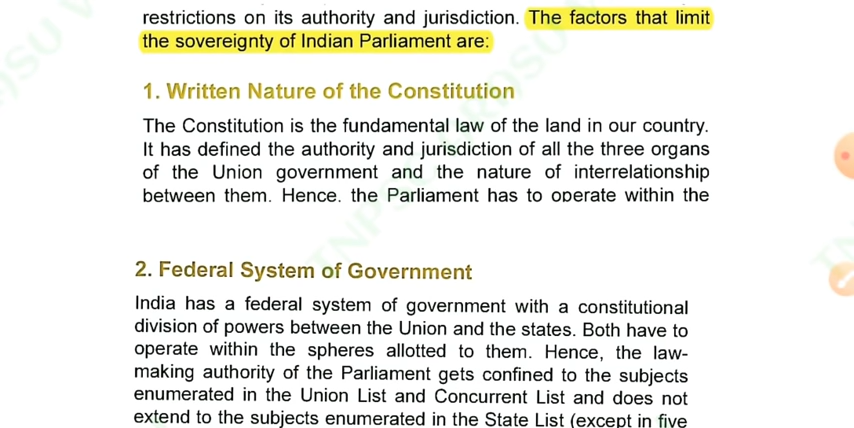 restrictions on its authority and jurisdiction. The factors that limit
the sovereignty of Indian Parliament are:
1. Written Nature of the Constitution
The Constitution is the fundamental law of the land in our country.
It has defined the authority and jurisdiction of all the three organs
of the Union government and the nature of interrelationship
between them. Hence, the Parliament has to operate within the
2. Federal System of Government
India has a federal system of government with a constitutional
division of powers between the Union and the states. Both have to
operate within the spheres allotted to them. Hence, the law-
making authority of the Parliament gets confined to the subjects
enumerated in the Union List and Concurrent List and does not
extend to the subjects enumerated in the State List (except in five